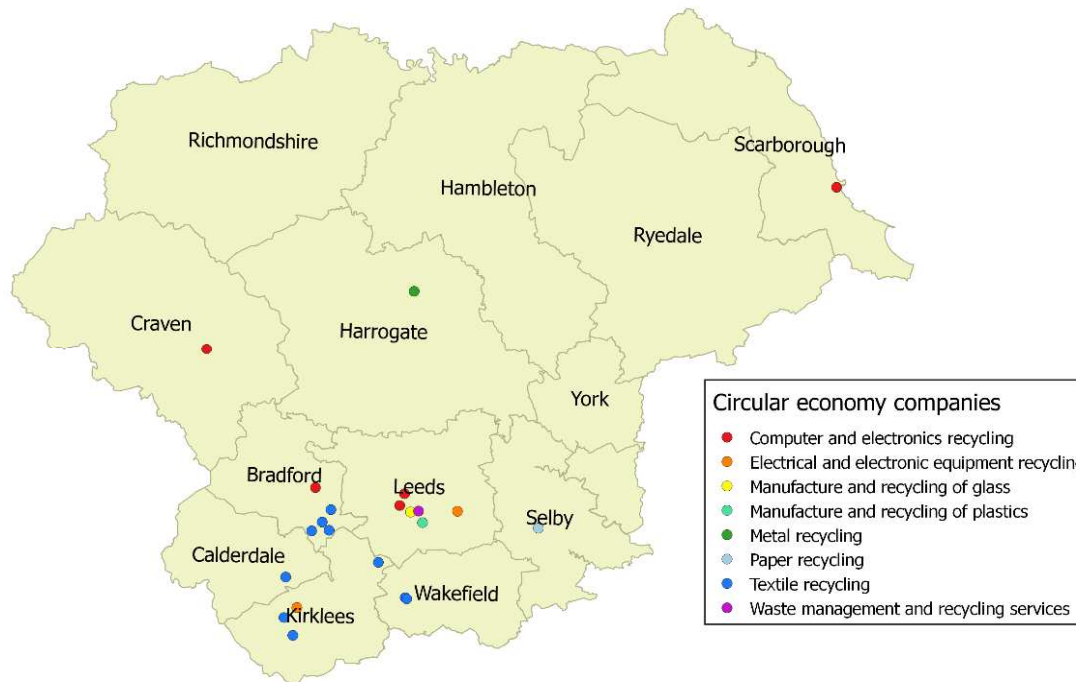 Richmondshire
Scarborough
Hambleton
Ryedale
Craven
Harrogate
York
Bradford
Leeds
Selby
Calderdale
Wakefield
Kirklees
Circular economy companies
Computer and electronics recycling
Electrical and electronic equipment recyclin
Manufacture and recycling of glass
Manufacture and recycling of plastics
Metal recycling
Paper recycling
Textile recycling
Waste management and recycling services